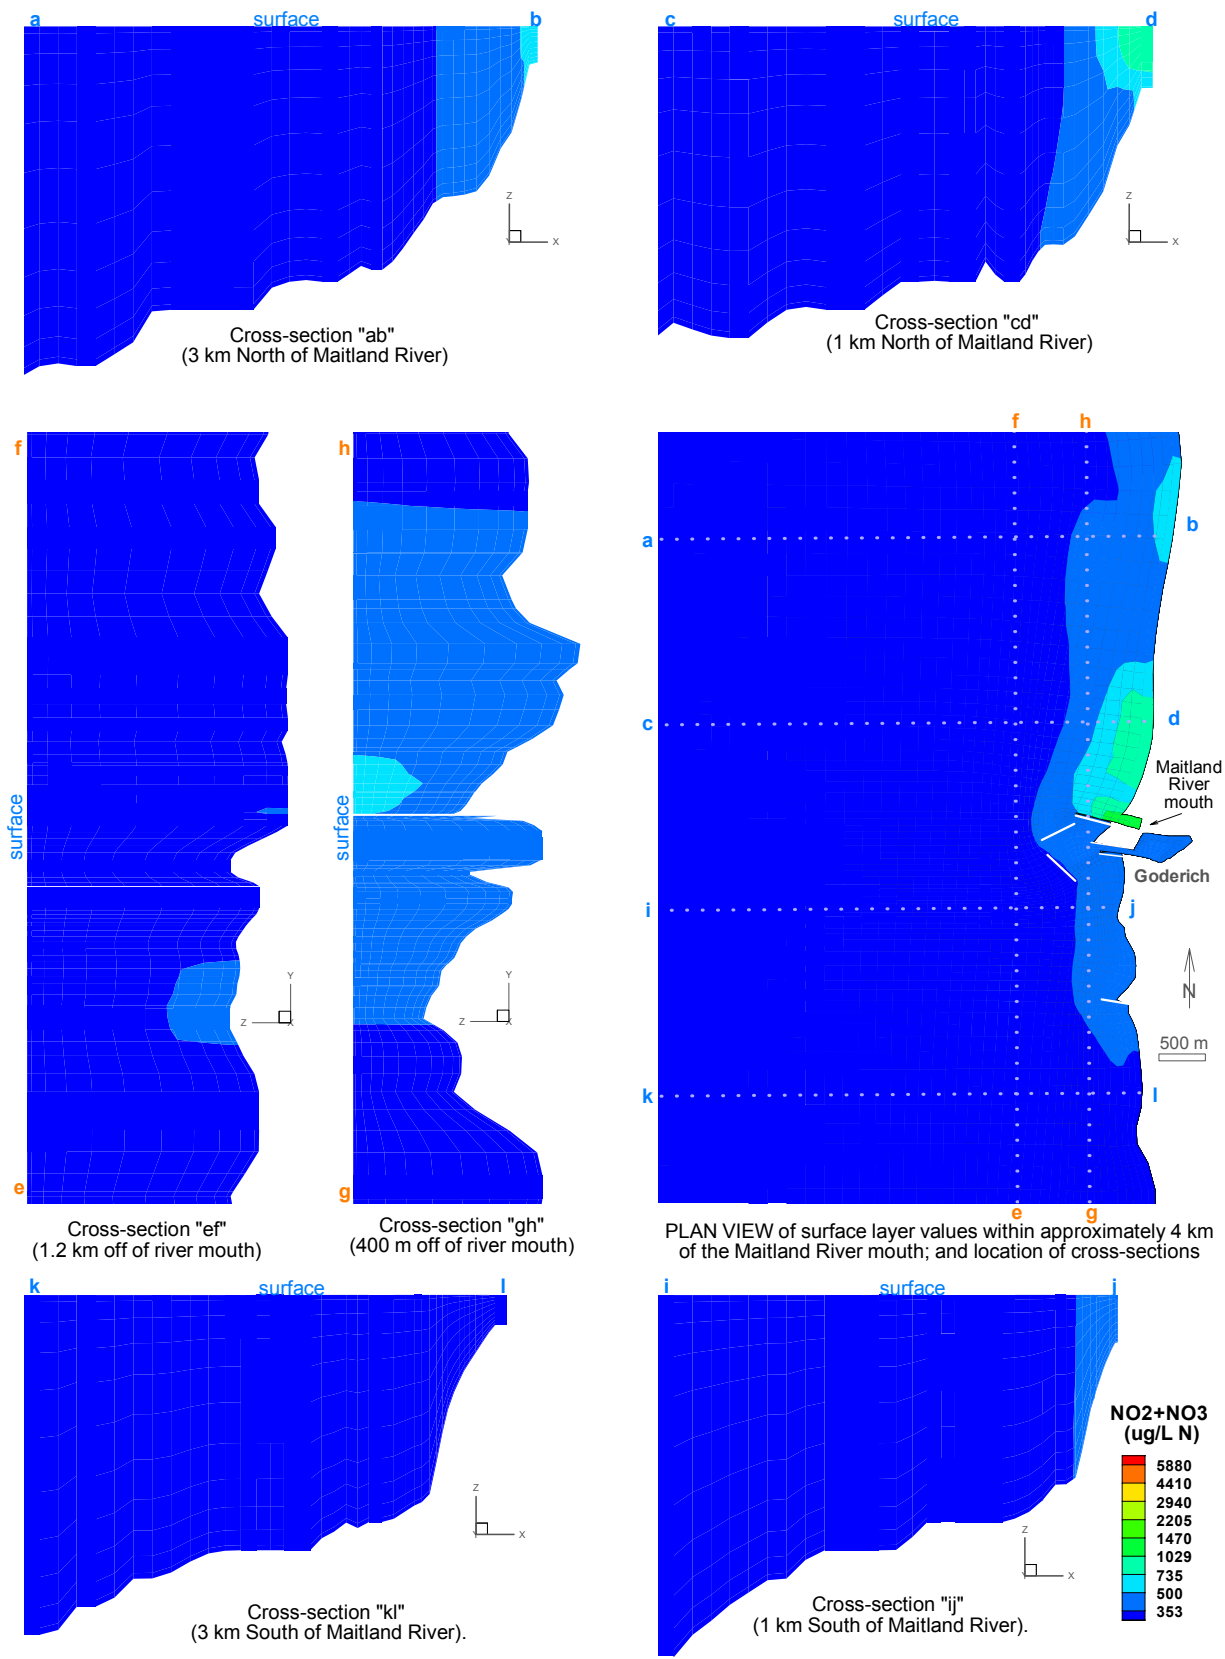 a surface b
c surface d
Z
X
Y
Z
X
Y
Cross-section "ab"
(3 km North of Maitland River)
Cross-section "cd"
(1 km North of Maitland River)
f
surface
e
Y
Z
X
Cross-section "ef"
(1.2 km off of river mouth)
h
surface
g
Y
Z
X
Cross-section "gh"
(400 m off of river mouth)
f h
a b
c d
Maitland
River
mouth
Goderich
i j
N
500 m
k l
e g
PLAN VIEW of surface layer values within approximately 4 km
of the Maitland River mouth; and location of cross-sections
k surface l
Z
Y X
Cross-section "kl"
(3 km South of Maitland River).
i surface j
Z
Y X
Cross-section "ij"
(1 km South of Maitland River).
NO2+NO3
(ug/L N)
5880
4410
2940
2205
1470
1029
735
500
353